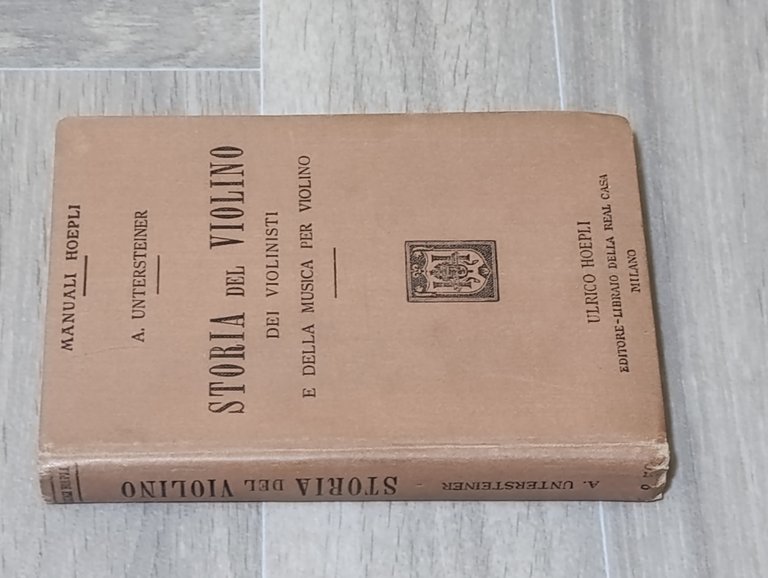 MANUALI HOEPLI
A. UNTERSTEINER
STORIA DEL VIOLINO
DEI VIOLINISTI
E DELLA MUSICA PER VIOLINO
ULRICO HOEPLI
EDITORE-LIBRAIO DELLA REAL CASA
MILANO
A. UNTERSTEINER - STORIA DEL VIOLINO